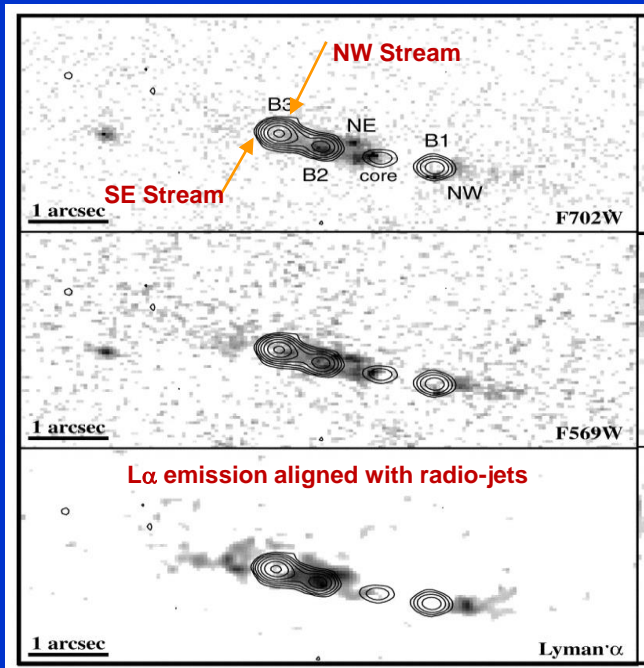 NW Stream
B3
NE
B1
B2
core
SE Stream
NW
1 arcsec
F702W
1 arcsec
F569W
Lα emission aligned with radio-jets
1 arcsec
Lyman α